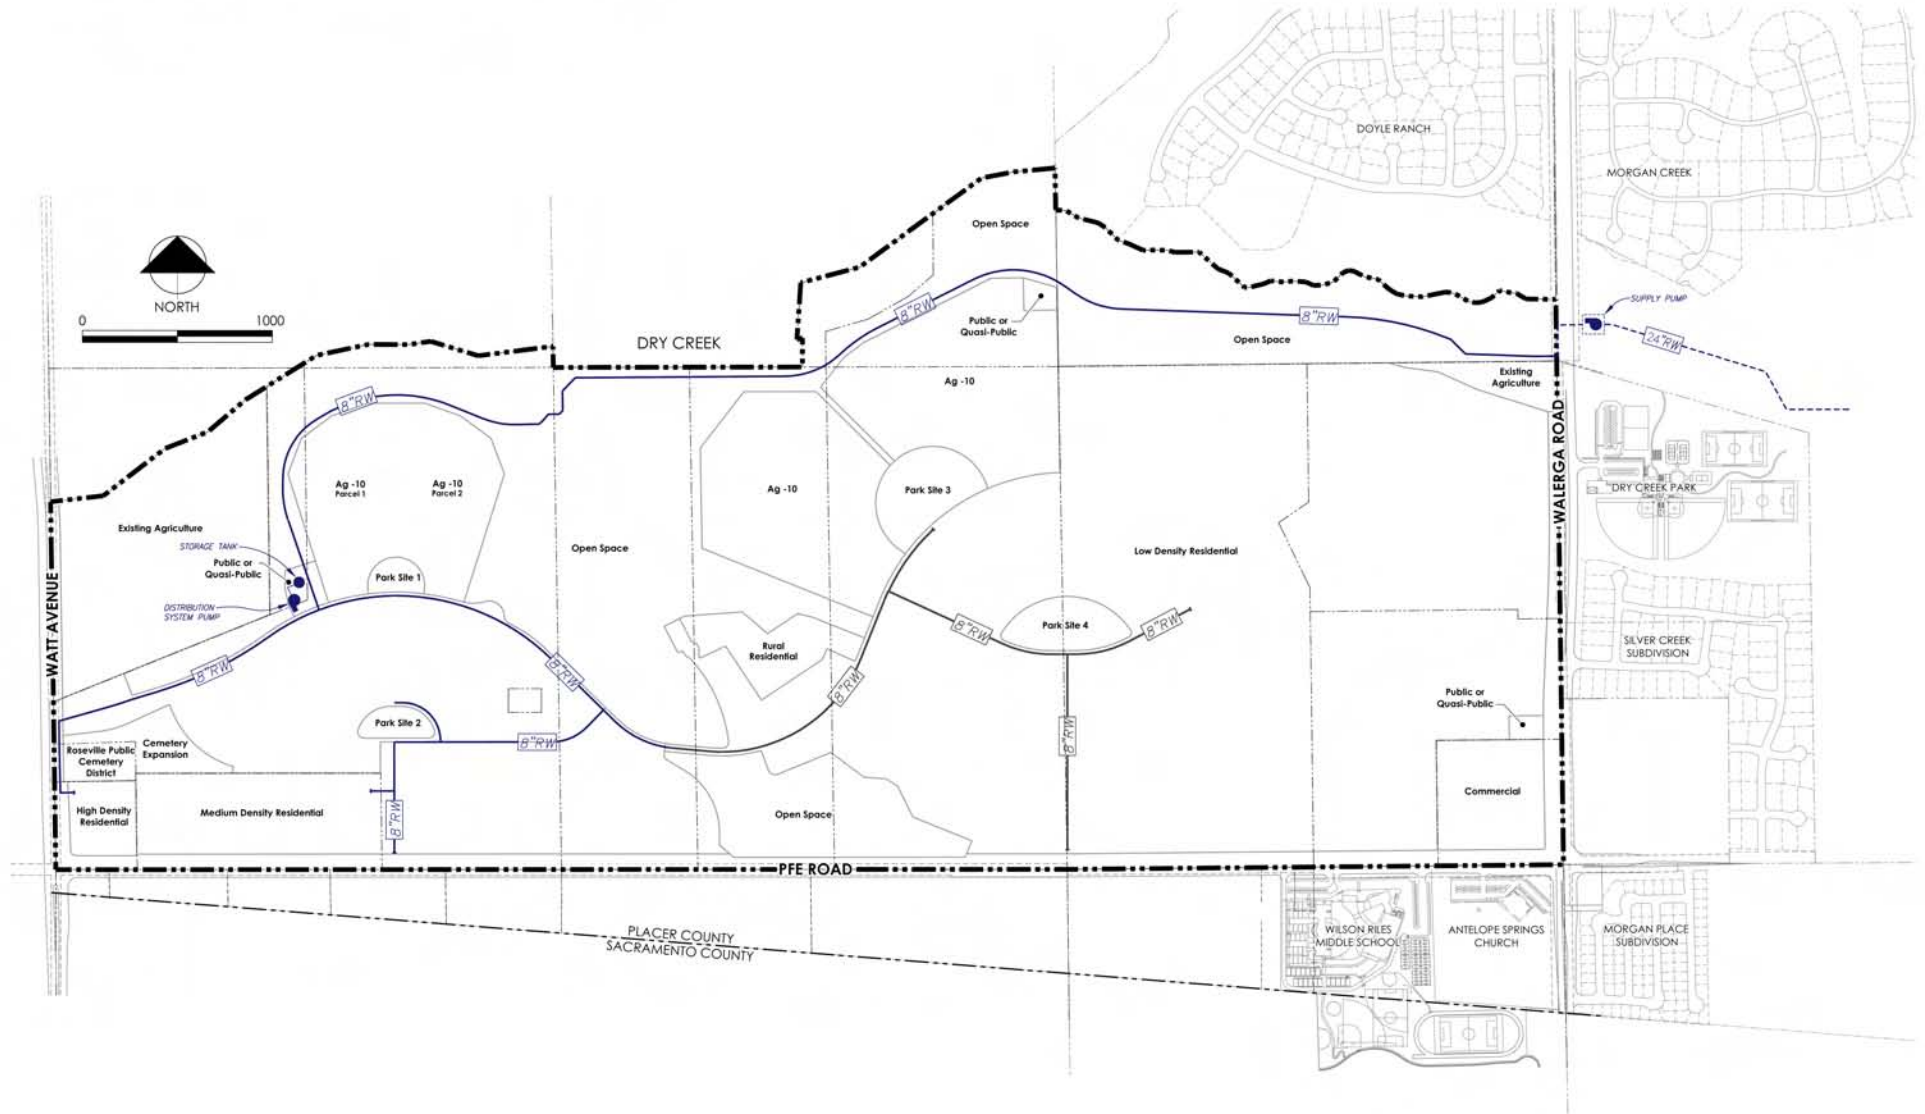 DOYLE RANCH
MORGAN CREEK
Open Space
NORTH
0 1000
DRY CREEK
8"RW
Public or
Quasi-Public
8"RW
Open Space
SUPPLY PUMP
24"RW
Existing
Agriculture
Ag -10
8"RW
WALERGA ROAD
Ag -10
Parcel 1
Ag -10
Parcel 2
Ag -10
Park Site 3
DRY CREEK PARK
Existing Agriculture
STORAGE TANK
Public or
Quasi-Public
Open Space
Low Density Residential
Park Site 1
DISTRIBUTION
SYSTEM PUMP
WATT AVENUE
8"RW
8"RW
Rural
Residential
8"RW
8"RW
Park Site 4
8"RW
SILVER CREEK
SUBDIVISION
Public or
Quasi-Public
Park Site 2
8"RW
8"RW
Roseville Public
Cemetery
District
Cemetery
Expansion
High Density
Residential
Medium Density Residential
8"RW
Open Space
Commercial
PFE ROAD
PLACER COUNTY
SACRAMENTO COUNTY
WILSON RILES
MIDDLE SCHOOL
ANTELOPE SPRINGS
CHURCH
MORGAN PLACE
SUBDIVISION